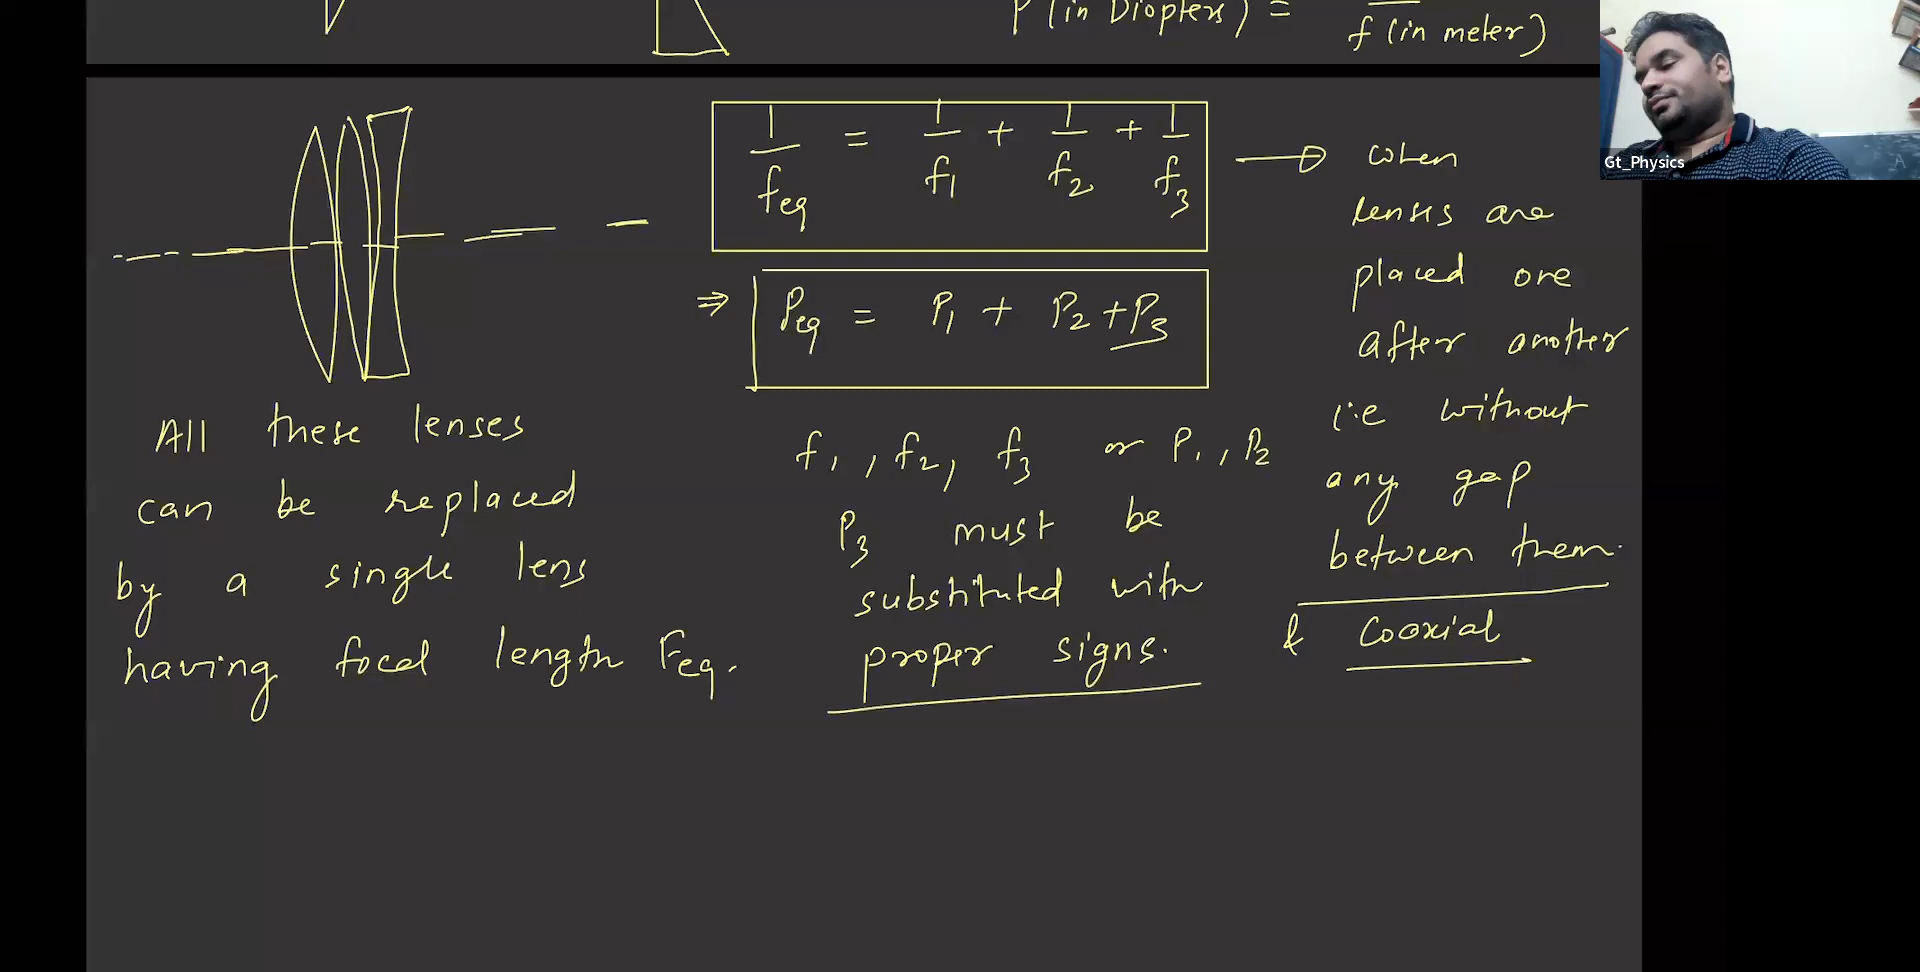 P (in Diopters) = f (in meter)
Gt_Physics
1/feq = 1/f1 + 1/f2 + 1/f3
⇒ Peq = P1 + P2 + P3
→ when
lenses are
placed one
after another
i.e without
any gap
between them.
& Coaxial
All these lenses
can be replaced
by a single lens
having focal length Feq.
f1, f2, f3 or P1, P2
P3 must be
substituted with
proper signs.